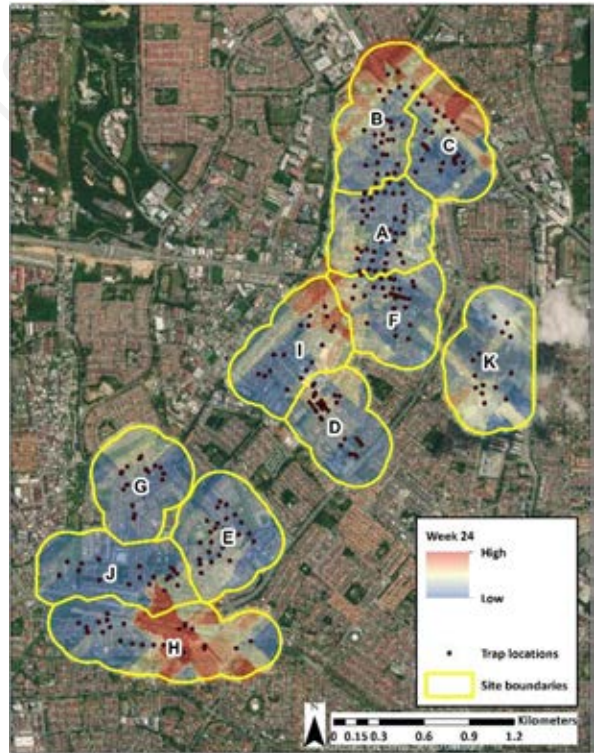 B
C
A
F
I
K
D
G
E
J
H
Week 24
High
Low
Trap locations
Site boundaries
N
Kilometers
0 0.15 0.3 0.6 0.9 1.2